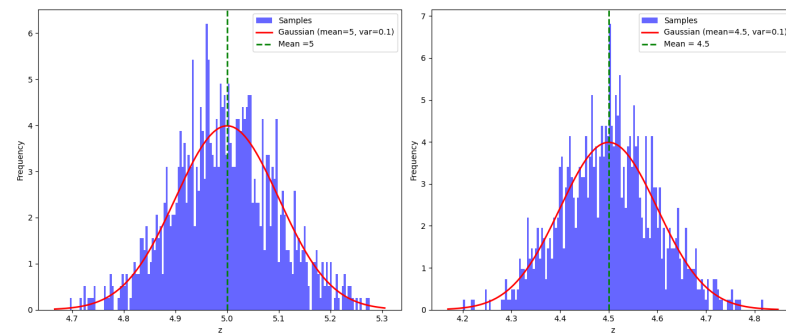 Samples
Gaussian (mean=5, var=0.1)
Mean =5
Frequency
6
5
4
3
2
1
0
4.7 4.8 4.9 5.0 5.1 5.2 5.3
z
Samples
Gaussian (mean=4.5, var=0.1)
Mean = 4.5
Frequency
7
6
5
4
3
2
1
0
4.2 4.3 4.4 4.5 4.6 4.7 4.8
z